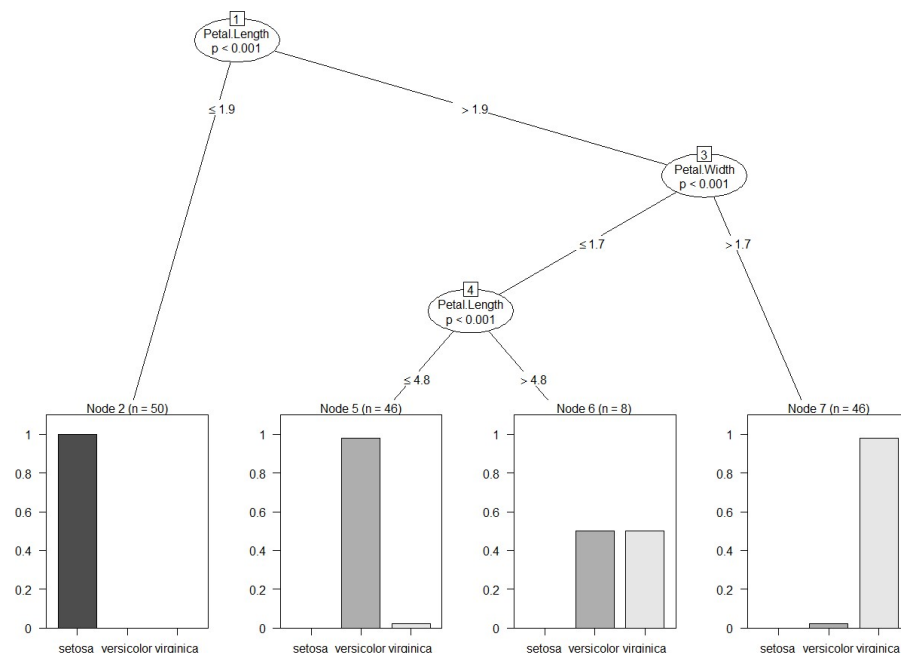 1
Petal.Length
p < 0.001
≤ 1.9
> 1.9
3
Petal.Width
p < 0.001
≤ 1.7
> 1.7
4
Petal.Length
p < 0.001
≤ 4.8
> 4.8
Node 2 (n = 50)
1
0.8
0.6
0.4
0.2
0
setosa versicolor virginica
Node 5 (n = 46)
1
0.8
0.6
0.4
0.2
0
setosa versicolor virginica
Node 6 (n = 8)
1
0.8
0.6
0.4
0.2
0
setosa versicolor virginica
Node 7 (n = 46)
1
0.8
0.6
0.4
0.2
0
setosa versicolor virginica